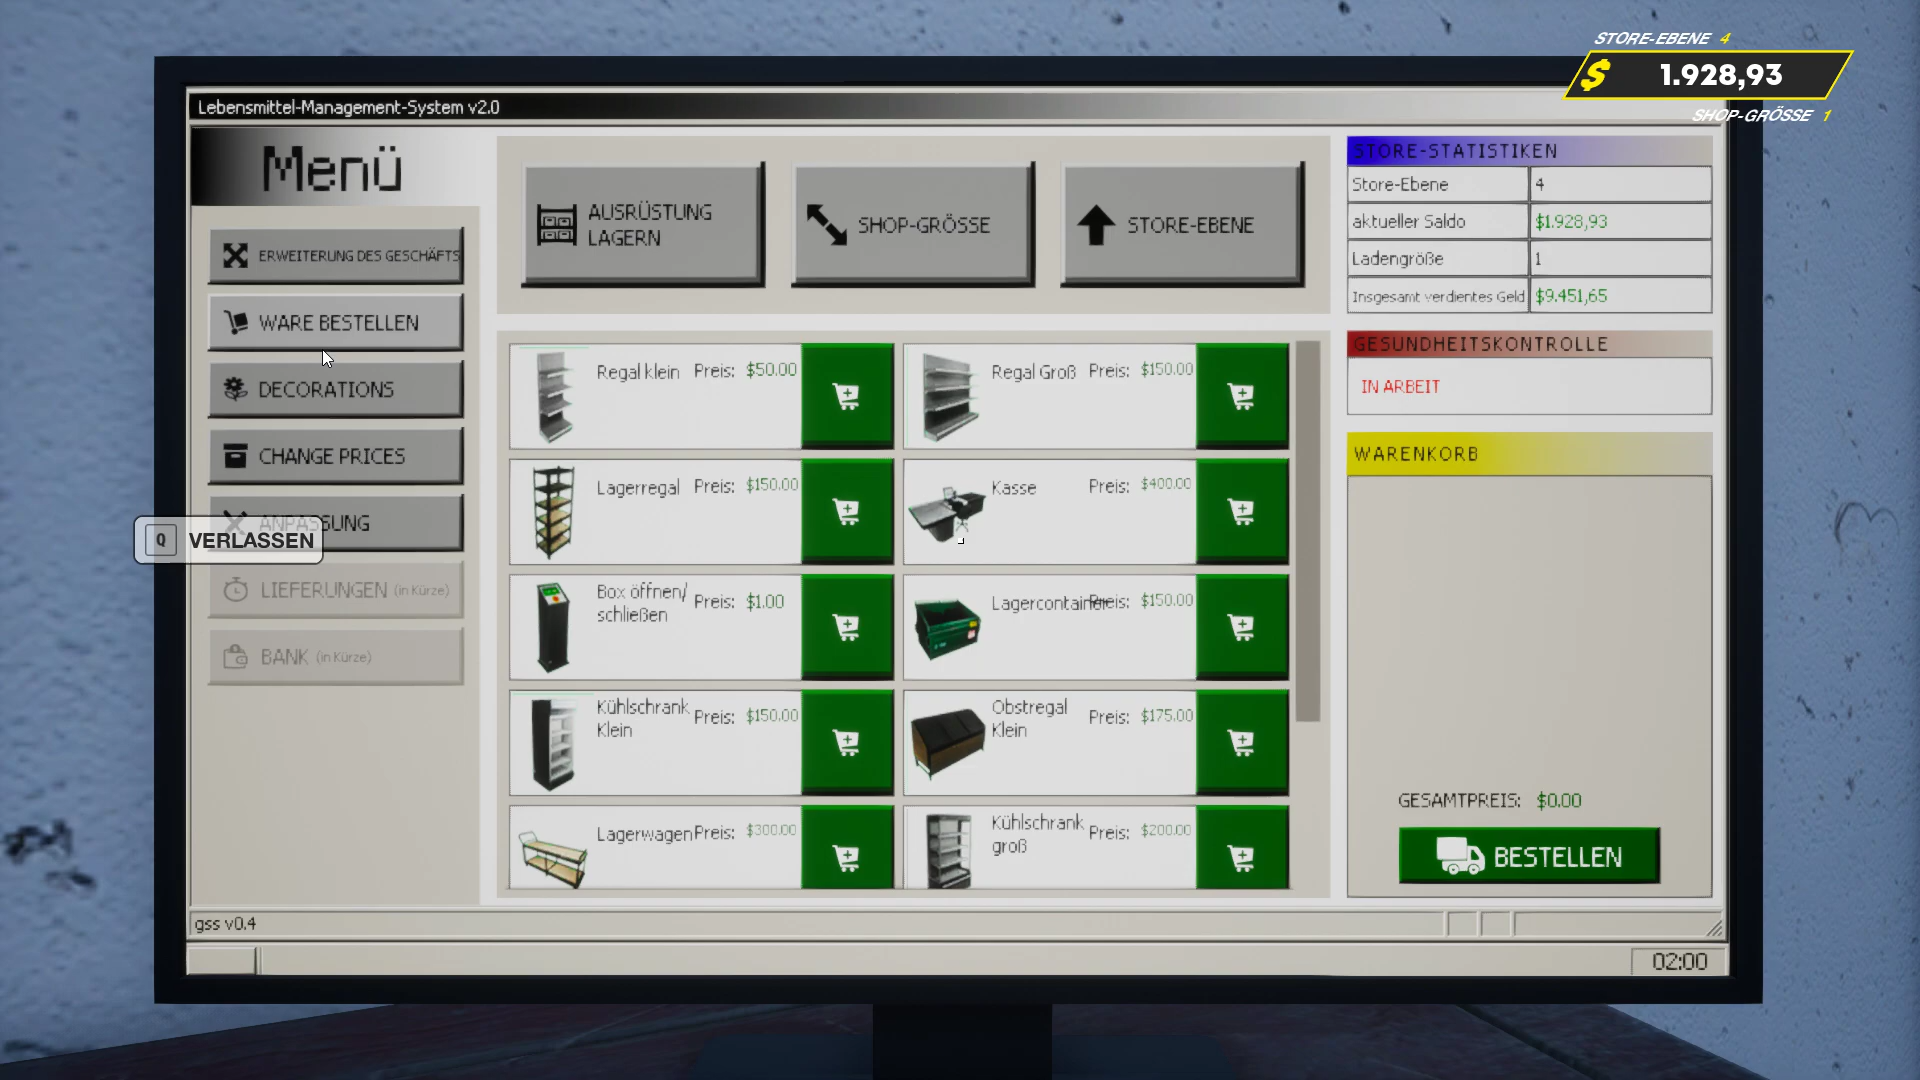 STORE-EBENE 4
$ 1.928,93
SHOP-GRÖSSE 1
Lebensmittel-Management-System v2.0
Menü
ERWEITERUNG DES GESCHÄFTS
WARE BESTELLEN
DECORATIONS
CHANGE PRICES
ANPASSUNG
Q VERLASSEN
LIEFERUNGEN (in Kürze)
BANK (in Kürze)
AUSRÜSTUNG
LAGERN
SHOP-GRÖSSE
STORE-EBENE
Regal klein Preis: $50.00
Regal Groß Preis: $150.00
Lagerregal Preis: $150.00
Kasse Preis: $400.00
Box öffnen/
schließen Preis: $1.00
Lagercontainer Preis: $150.00
Kühlschrank
Klein Preis: $150.00
Obstregal
Klein Preis: $175.00
Lagerwagen Preis: $300.00
Kühlschrank
groß Preis: $200.00
STORE-STATISTIKEN
Store-Ebene 4
aktueller Saldo $1.928,93
Ladengröße 1
Insgesamt verdientes Geld $9.451,65
GESUNDHEITSKONTROLLE
IN ARBEIT
WARENKORB
GESAMTPREIS: $0.00
BESTELLEN
gss v0.4
02:00